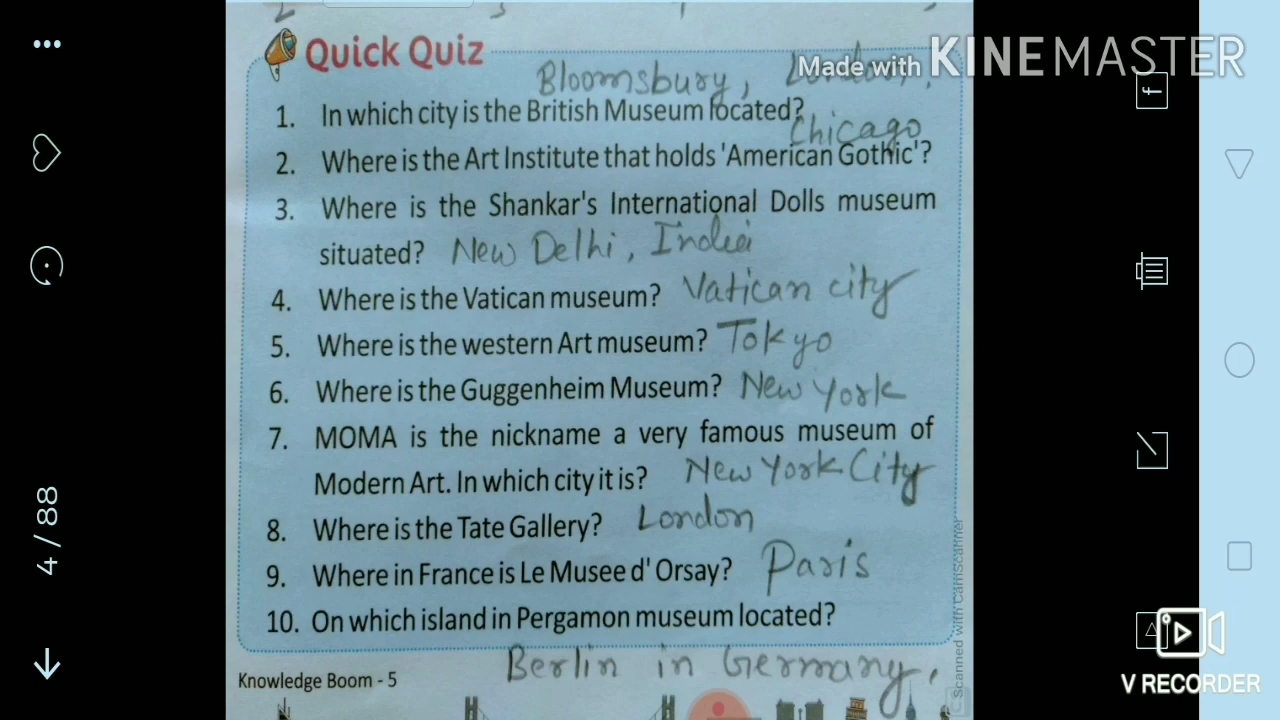 Quick Quiz
Made with KINEMASTER
Bloomsbury, London.
1. In which city is the British Museum located?
Chicago
2. Where is the Art Institute that holds 'American Gothic'?
3. Where is the Shankar's International Dolls museum
situated? New Delhi, India
4. Where is the Vatican museum? Vatican city
5. Where is the western Art museum? Tokyo
6. Where is the Guggenheim Museum? New York
7. MOMA is the nickname a very famous museum of
Modern Art. In which city it is? New York City
8. Where is the Tate Gallery? London
9. Where in France is Le Musee d' Orsay? Paris
10. On which island in Pergamon museum located?
Berlin in Germany.
Knowledge Boom - 5
Scanned with CamScanner
4 / 88
V RECORDER